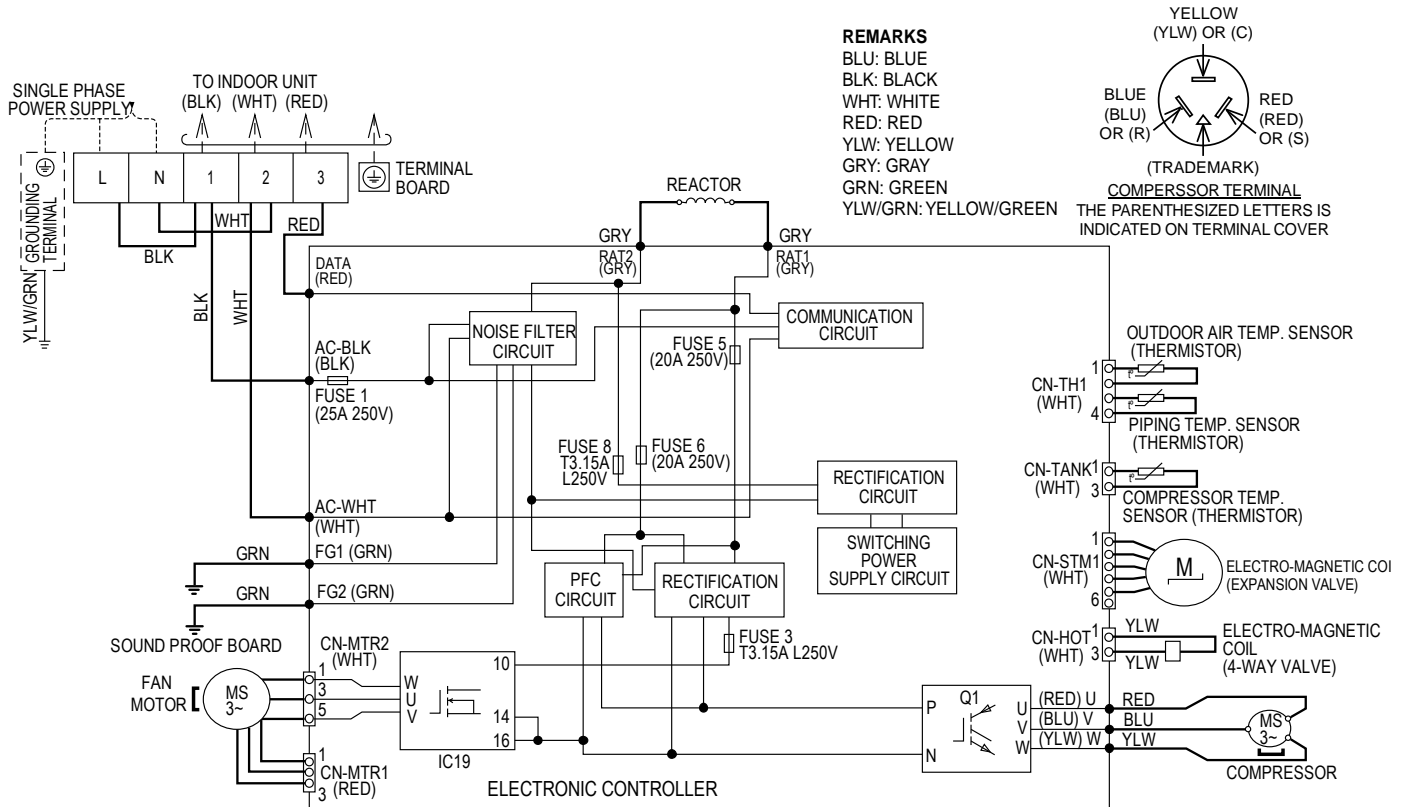 SINGLE PHASE
POWER SUPPLY
TO INDOOR UNIT
(BLK) (WHT) (RED)
L N 1 2 3
TERMINAL
BOARD
GROUNDING
TERMINAL
YLW/GRN
BLK
WHT
RED
BLK
WHT
REACTOR
GRY
GRY
RAT2
(GRY)
RAT1
(GRY)
REMARKS
BLU: BLUE
BLK: BLACK
WHT: WHITE
RED: RED
YLW: YELLOW
GRY: GRAY
GRN: GREEN
YLW/GRN: YELLOW/GREEN
YELLOW
(YLW) OR (C)
BLUE
(BLU)
OR (R)
RED
(RED)
OR (S)
(TRADEMARK)
COMPERSSOR TERMINAL
THE PARENTHESIZED LETTERS IS
INDICATED ON TERMINAL COVER
DATA
(RED)
AC-BLK
(BLK)
FUSE 1
(25A 250V)
NOISE FILTER
CIRCUIT
COMMUNICATION
CIRCUIT
FUSE 5
(20A 250V)
FUSE 8
T3.15A
L250V
FUSE 6
(20A 250V)
RECTIFICATION
CIRCUIT
SWITCHING
POWER
SUPPLY CIRCUIT
AC-WHT
(WHT)
GRN
FG1 (GRN)
GRN
FG2 (GRN)
PFC
CIRCUIT
RECTIFICATION
CIRCUIT
FUSE 3
T3.15A L250V
SOUND PROOF BOARD
FAN
MOTOR
MS
3~
CN-MTR2
(WHT)
1
3
5
W
U
V
10
14
16
IC19
1
CN-MTR1
3 (RED)
ELECTRONIC CONTROLLER
P
N
Q1
U
V
W
(RED) U
(BLU) V
(YLW) W
RED
BLU
YLW
MS
3~
COMPRESSOR
OUTDOOR AIR TEMP. SENSOR
(THERMISTOR)
CN-TH1
(WHT)
1
4
t°
t°
PIPING TEMP. SENSOR
(THERMISTOR)
CN-TANK
(WHT)
1
3
t°
COMPRESSOR TEMP.
SENSOR (THERMISTOR)
CN-STM1
(WHT)
1
6
M
ELECTRO-MAGNETIC COI
(EXPANSION VALVE)
CN-HOT
(WHT)
1
3
YLW
YLW
ELECTRO-MAGNETIC
COIL
(4-WAY VALVE)